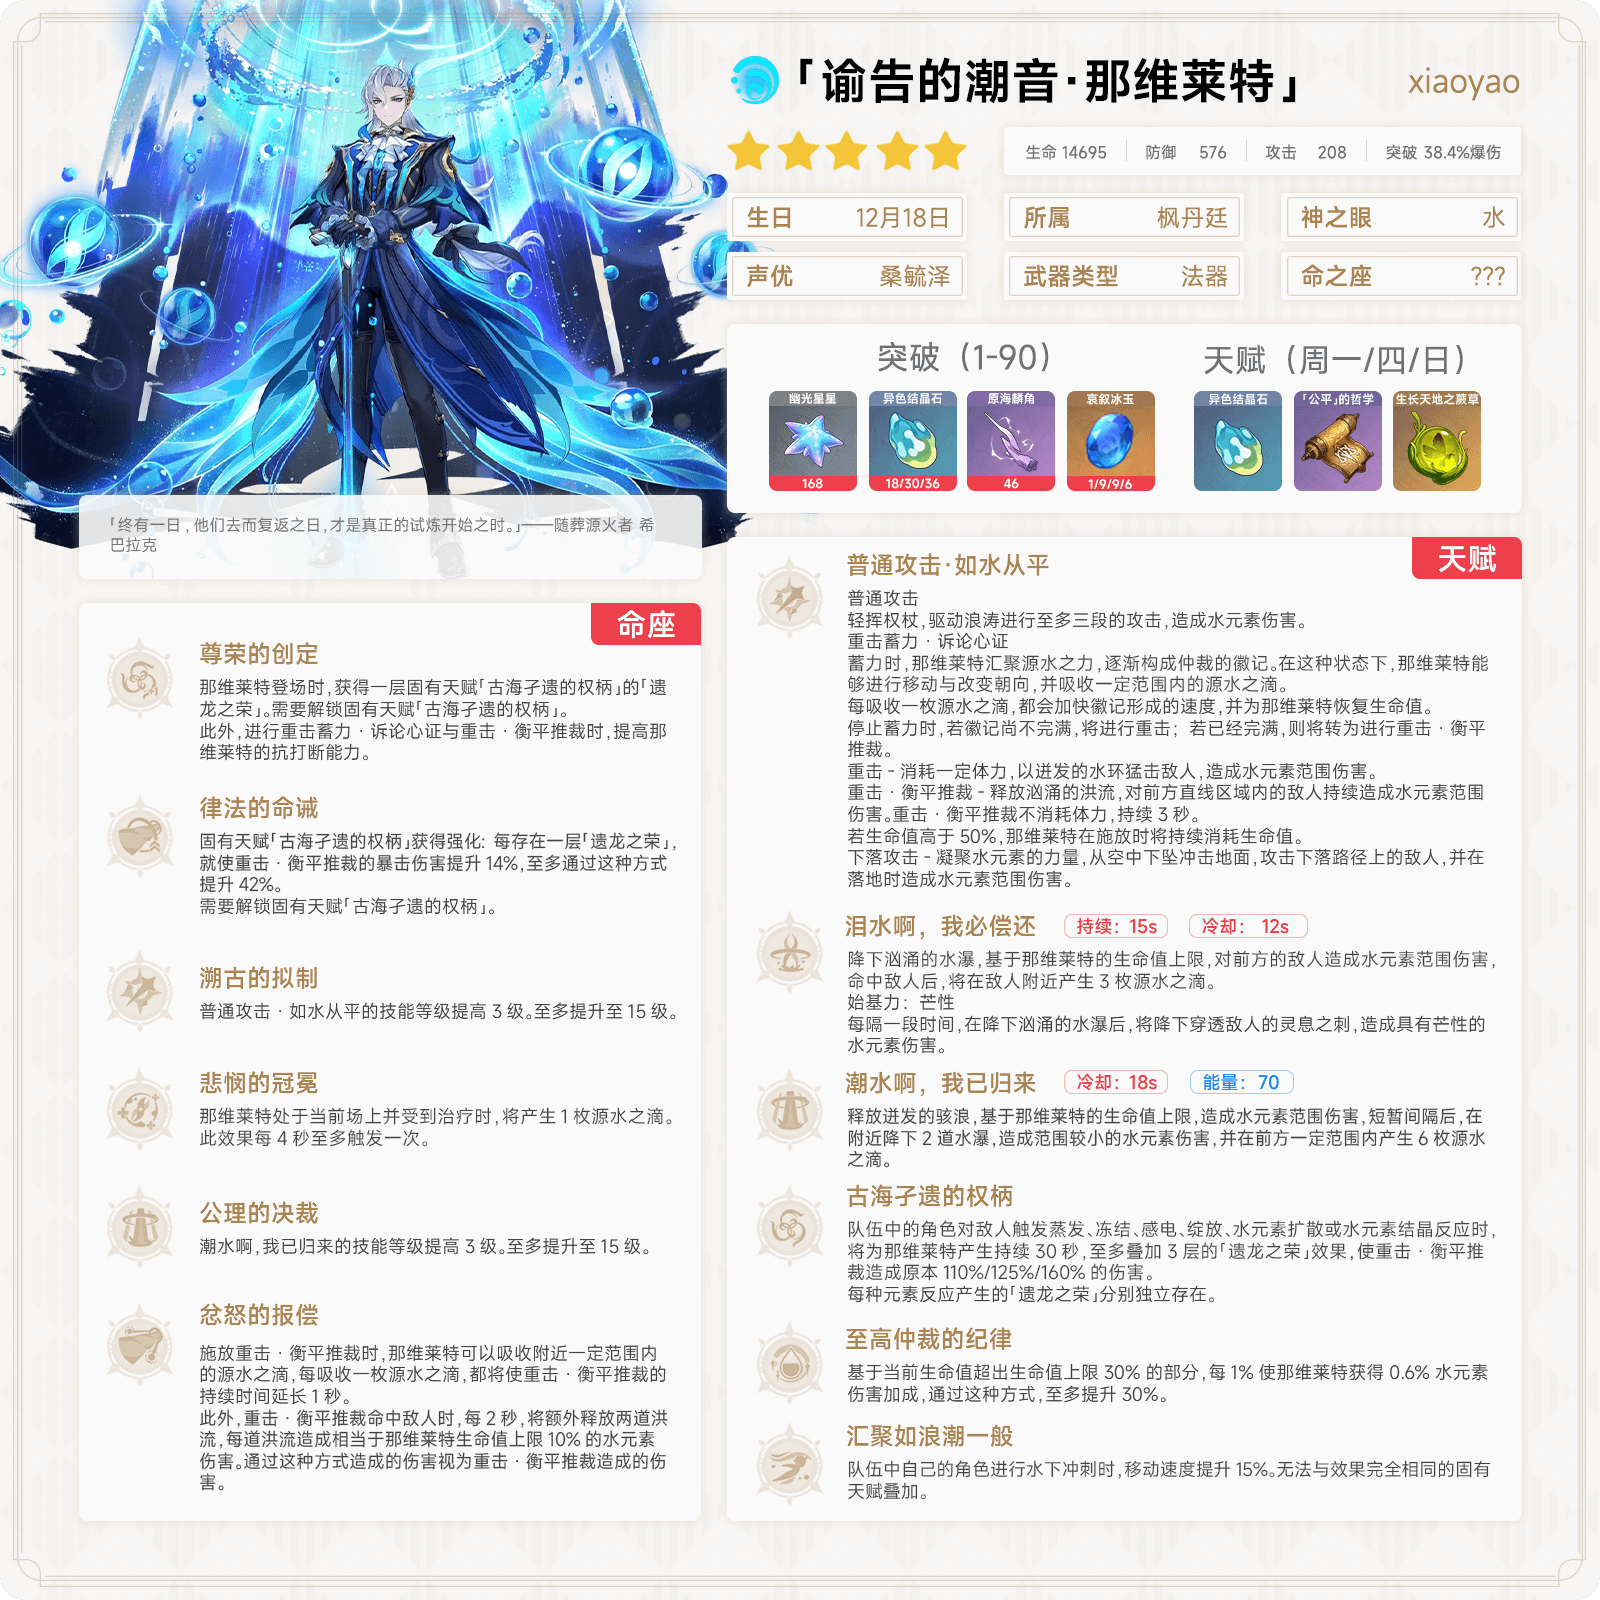 「谕告的潮音·那维莱特」
xiaoyao
生命 14695 防御 576 攻击 208 突破 38.4%爆伤
生日 12月18日
所属 枫丹廷
神之眼 水
声优 桑毓泽
武器类型 法器
命之座 ???
突破（1-90）
幽光星星 异色结晶石 原海麟角 哀叙冰玉
168 18/30/36 46 1/9/9/6
天赋（周一/四/日）
异色结晶石 「公平」的哲学 生长天地之蕨草
「终有一日，他们去而复返之日，才是真正的试炼开始之时。」——随葬源火者 希
巴拉克
命座
尊荣的创定
那维莱特登场时，获得一层固有天赋「古海孑遗的权柄」的「遗
龙之荣」。需要解锁固有天赋「古海孑遗的权柄」。
此外，进行重击蓄力·诉论心证与重击·衡平推裁时，提高那
维莱特的抗打断能力。
律法的命诫
固有天赋「古海孑遗的权柄」获得强化: 每存在一层「遗龙之荣」，
就使重击·衡平推裁的暴击伤害提升 14%，至多通过这种方式
提升 42%。
需要解锁固有天赋「古海孑遗的权柄」。
溯古的拟制
普通攻击·如水从平的技能等级提高 3 级。至多提升至 15 级。
悲悯的冠冕
那维莱特处于当前场上并受到治疗时，将产生 1 枚源水之滴。
此效果每 4 秒至多触发一次。
公理的决裁
潮水啊，我已归来的技能等级提高 3 级。至多提升至 15 级。
忿怒的报偿
施放重击·衡平推裁时，那维莱特可以吸收附近一定范围内
的源水之滴，每吸收一枚源水之滴，都将使重击·衡平推裁的
持续时间延长 1 秒。
此外，重击·衡平推裁命中敌人时，每 2 秒，将额外释放两道洪
流，每道洪流造成相当于那维莱特生命值上限 10% 的水元素
伤害。通过这种方式造成的伤害视为重击·衡平推裁造成的伤
害。
天赋
普通攻击·如水从平
普通攻击
轻挥权杖，驱动浪涛进行至多三段的攻击，造成水元素伤害。
重击蓄力·诉论心证
蓄力时，那维莱特汇聚源水之力，逐渐构成仲裁的徽记。在这种状态下，那维莱特能
够进行移动与改变朝向，并吸收一定范围内的源水之滴。
每吸收一枚源水之滴，都会加快徽记形成的速度，并为那维莱特恢复生命值。
停止蓄力时，若徽记尚不完满，将进行重击；若已经完满，则将转为进行重击·衡平
推裁。
重击 - 消耗一定体力，以迸发的水环猛击敌人，造成水元素范围伤害。
重击·衡平推裁 - 释放汹涌的洪流，对前方直线区域内的敌人持续造成水元素范围
伤害。重击·衡平推裁不消耗体力，持续 3 秒。
若生命值高于 50%，那维莱特在施放时将持续消耗生命值。
下落攻击 - 凝聚水元素的力量，从空中下坠冲击地面，攻击下落路径上的敌人，并在
落地时造成水元素范围伤害。
泪水啊，我必偿还 持续：15s 冷却：12s
降下汹涌的水瀑，基于那维莱特的生命值上限，对前方的敌人造成水元素范围伤害，
命中敌人后，将在敌人附近产生 3 枚源水之滴。
始基力：芒性
每隔一段时间，在降下汹涌的水瀑后，将降下穿透敌人的灵息之刺，造成具有芒性的
水元素伤害。
潮水啊，我已归来 冷却：18s 能量：70
释放迸发的骇浪，基于那维莱特的生命值上限，造成水元素范围伤害，短暂间隔后，在
附近降下 2 道水瀑，造成范围较小的水元素伤害，并在前方一定范围内产生 6 枚源水
之滴。
古海孑遗的权柄
队伍中的角色对敌人触发蒸发、冻结、感电、绽放、水元素扩散或水元素结晶反应时，
将为那维莱特产生持续 30 秒，至多叠加 3 层的「遗龙之荣」效果，使重击·衡平推
裁造成原本 110%/125%/160% 的伤害。
每种元素反应产生的「遗龙之荣」分别独立存在。
至高仲裁的纪律
基于当前生命值超出生命值上限 30% 的部分，每 1% 使那维莱特获得 0.6% 水元素
伤害加成，通过这种方式，至多提升 30%。
汇聚如浪潮一般
队伍中自己的角色进行水下冲刺时，移动速度提升 15%。无法与效果完全相同的固有
天赋叠加。